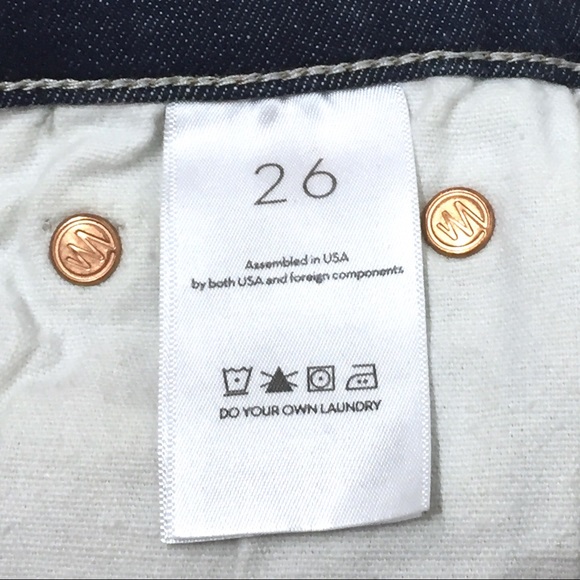 26
Assembled in USA
by both USA and foreign components
DO YOUR OWN LAUNDRY